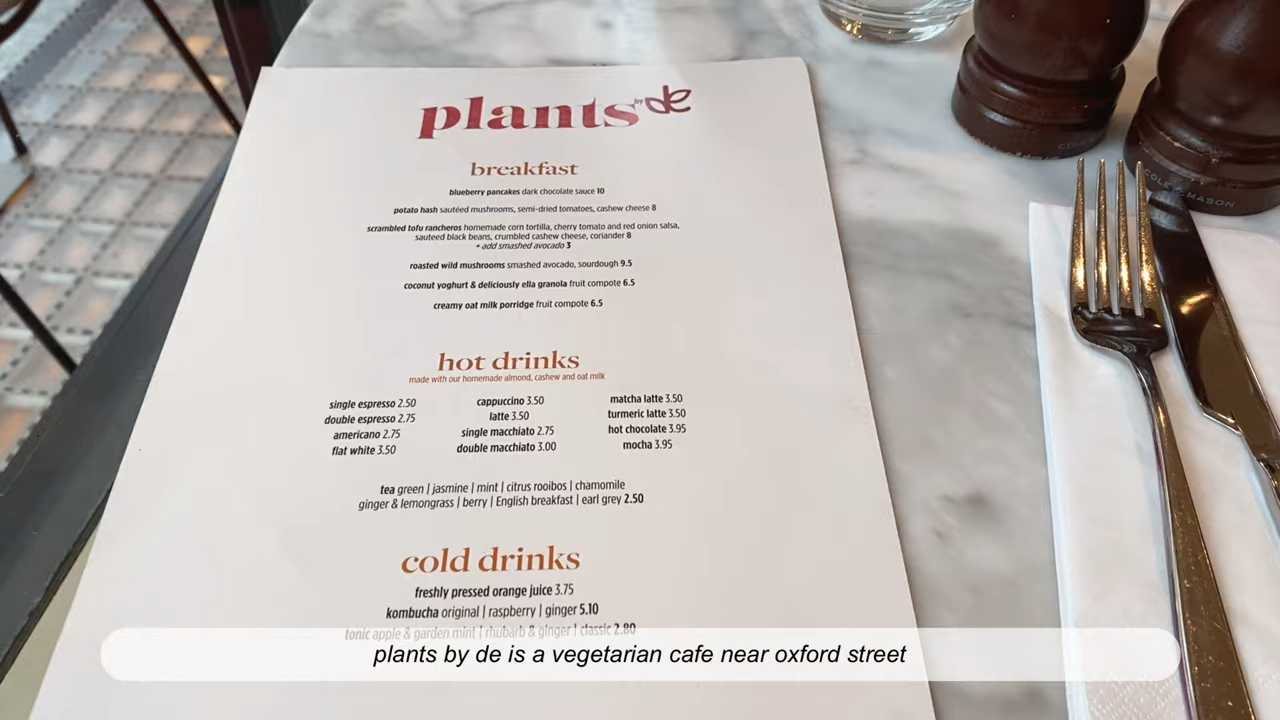 plants by de
breakfast
blueberry pancakes dark chocolate sauce 10
potato hash sautéed mushrooms, semi-dried tomatoes, cashew cheese 8
scrambled tofu rancheros homemade corn tortilla, cherry tomato and red onion salsa,
sauteed black beans, crumbled cashew cheese, coriander 8
+ add smashed avocado 3
roasted wild mushrooms smashed avocado, sourdough 9.5
coconut yoghurt & deliciously ella granola fruit compote 6.5
creamy oat milk porridge fruit compote 6.5
hot drinks
made with our homemade almond, cashew and oat milk
single espresso 2.50
double espresso 2.75
americano 2.75
flat white 3.50
cappuccino 3.50
latte 3.50
single macchiato 2.75
double macchiato 3.00
matcha latte 3.50
turmeric latte 3.50
hot chocolate 3.95
mocha 3.95
tea green | jasmine | mint | citrus rooibos | chamomile
ginger & lemongrass | berry | English breakfast | earl grey 2.50
cold drinks
freshly pressed orange juice 3.75
kombucha original | raspberry | ginger 5.10
tonic apple & garden mint | rhubarb & ginger | classic 2.80
plants by de is a vegetarian cafe near oxford street
COLE & MASON